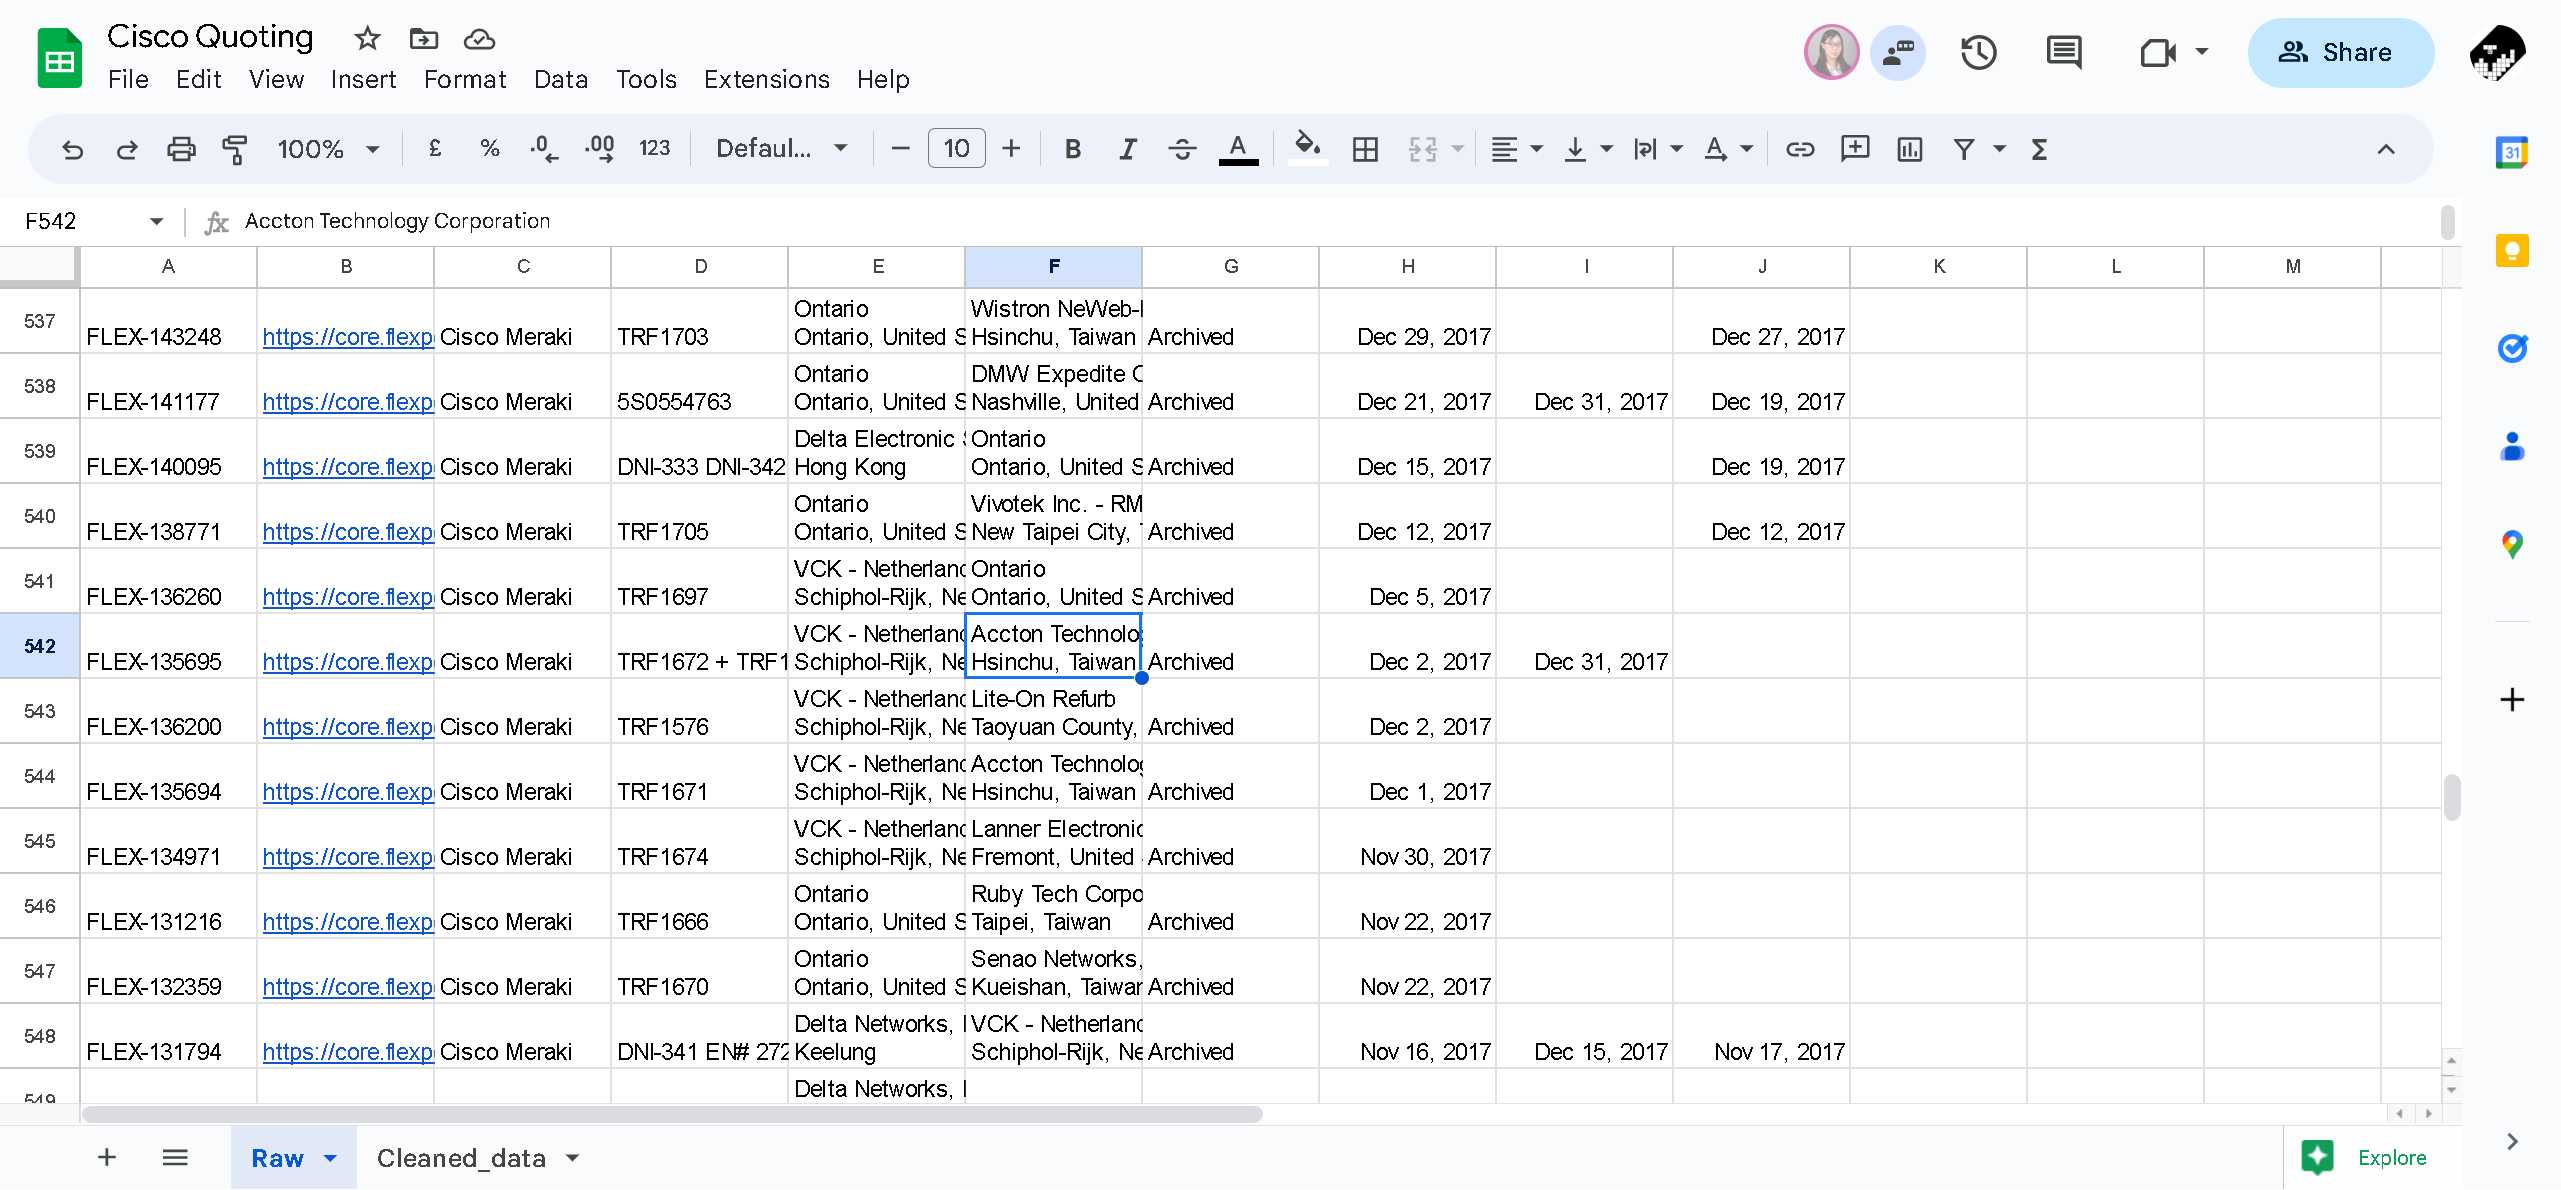 Cisco Quoting
File Edit View Insert Format Data Tools Extensions Help
Share
100% £ % .0 .00 123 Defaul... 10 B I A A Σ
31
F542 fx Accton Technology Corporation
A B C D E F G H I J K L M
537 FLEX-143248 https://core.flexp Cisco Meraki TRF1703 Ontario Ontario, United S Wistron NeWeb- Hsinchu, Taiwan Archived Dec 29, 2017 Dec 27, 2017
538 FLEX-141177 https://core.flexp Cisco Meraki 5S0554763 Ontario Ontario, United S DMW Expedite C Nashville, United Archived Dec 21, 2017 Dec 31, 2017 Dec 19, 2017
539 FLEX-140095 https://core.flexp Cisco Meraki DNI-333 DNI-342 Delta Electronic Hong Kong Ontario Ontario, United S Archived Dec 15, 2017 Dec 19, 2017
540 FLEX-138771 https://core.flexp Cisco Meraki TRF1705 Ontario Ontario, United S Vivotek Inc. - RM New Taipei City, Archived Dec 12, 2017 Dec 12, 2017
541 FLEX-136260 https://core.flexp Cisco Meraki TRF1697 VCK - Netherland Schiphol-Rijk, Ne Ontario Ontario, United S Archived Dec 5, 2017
542 FLEX-135695 https://core.flexp Cisco Meraki TRF1672 + TRF1 VCK - Netherland Schiphol-Rijk, Ne Accton Technolo Hsinchu, Taiwan Archived Dec 2, 2017 Dec 31, 2017
543 FLEX-136200 https://core.flexp Cisco Meraki TRF1576 VCK - Netherland Schiphol-Rijk, Ne Lite-On Refurb Taoyuan County, Archived Dec 2, 2017
544 FLEX-135694 https://core.flexp Cisco Meraki TRF1671 VCK - Netherland Schiphol-Rijk, Ne Accton Technolog Hsinchu, Taiwan Archived Dec 1, 2017
545 FLEX-134971 https://core.flexp Cisco Meraki TRF1674 VCK - Netherland Schiphol-Rijk, Ne Lanner Electronic Fremont, United Archived Nov 30, 2017
546 FLEX-131216 https://core.flexp Cisco Meraki TRF1666 Ontario Ontario, United S Ruby Tech Corpo Taipei, Taiwan Archived Nov 22, 2017
547 FLEX-132359 https://core.flexp Cisco Meraki TRF1670 Ontario Ontario, United S Senao Networks, Kueishan, Taiwan Archived Nov 22, 2017
548 FLEX-131794 https://core.flexp Cisco Meraki DNI-341 EN# 272 Delta Networks, Keelung VCK - Netherland Schiphol-Rijk, Ne Archived Nov 16, 2017 Dec 15, 2017 Nov 17, 2017
549 Delta Networks,
Raw Cleaned_data Explore